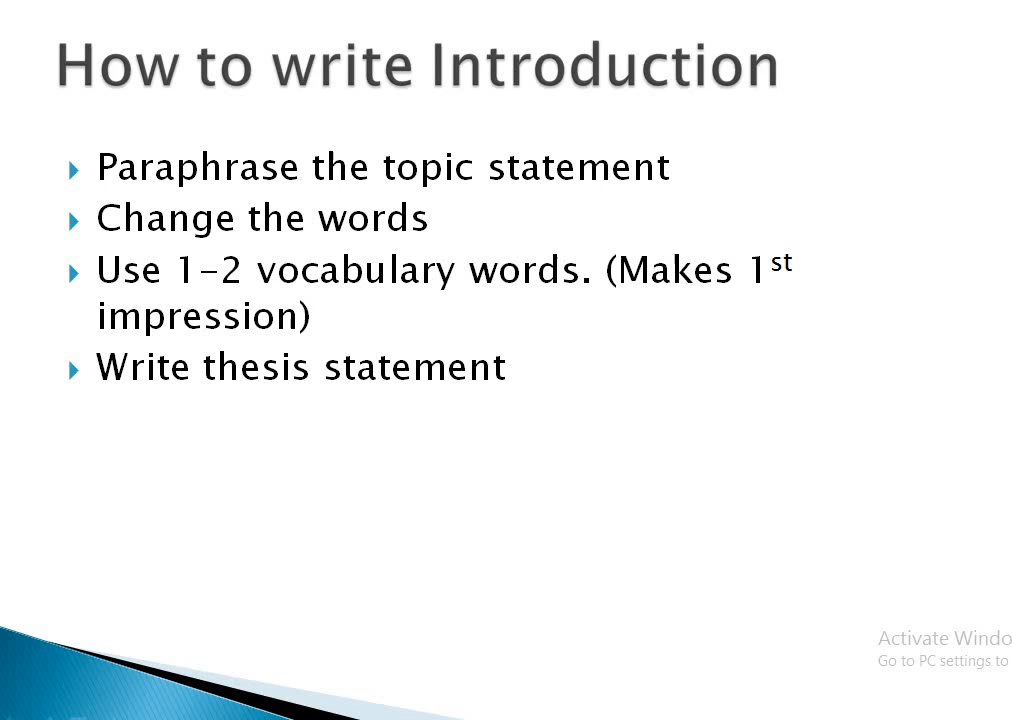 How to write Introduction
Paraphrase the topic statement
Change the words
Use 1-2 vocabulary words. (Makes 1st
impression)
Write thesis statement
Activate Windo
Go to PC settings to